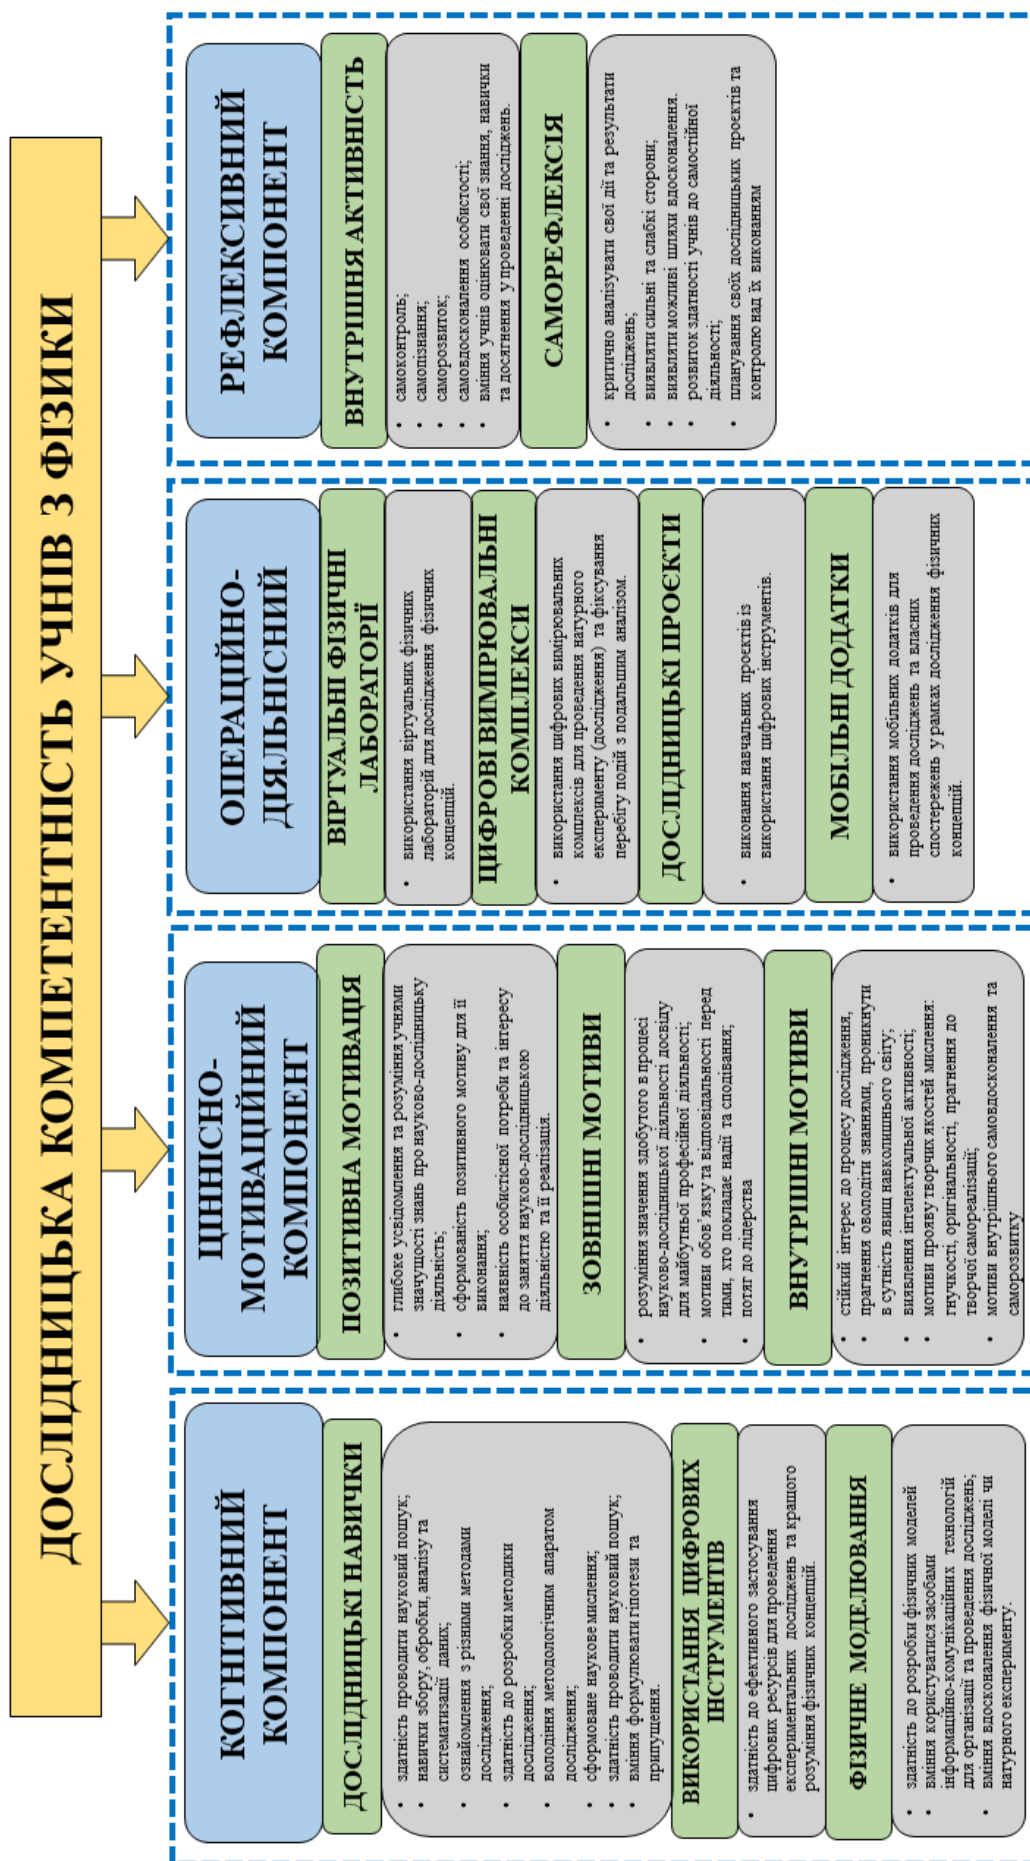 ДОСЛІДНИЦЬКА КОМПЕТЕНТНІСТЬ УЧНІВ З ФІЗИКИ
КОГНІТИВНИЙ
КОМПОНЕНТ
ДОСЛІДНИЦЬКІ НАВИЧКИ
• здатність проводити науковий пошук;
• навички збору, обробки, аналізу та
систематизації даних;
• ознайомлення з різними методами
дослідження;
• здатність до розробки методики
дослідження;
• володіння методологічним апаратом
дослідження;
• сформоване наукове мислення;
• здатність проводити науковий пошук;
• вміння формулювати гіпотези та
припущення.
ВИКОРИСТАННЯ ЦИФРОВИХ
ІНСТРУМЕНТІВ
• здатність до ефективного застосування
цифрових ресурсів для проведення
експериментальних досліджень та кращого
розуміння фізичних концепцій.
ФІЗИЧНЕ МОДЕЛЮВАННЯ
• здатність до розробки фізичних моделей
• вміння користуватися засобами
інформаційно-комунікаційних технологій
для організації та проведення досліджень;
• вміння вдосконалення фізичної моделі чи
натурного експерименту.
ЦІННІСНО-
МОТИВАЦІЙНИЙ
КОМПОНЕНТ
ПОЗИТИВНА МОТИВАЦІЯ
• глибоке усвідомлення та розуміння учнями
значущості знань про науково-дослідницьку
діяльність;
• сформованість позитивного мотиву для її
виконання;
• наявність особистісної потреби та інтересу
до заняття науково-дослідницькою
діяльністю та її реалізація.
ЗОВНІШНІ МОТИВИ
• розуміння значення здобутого в процесі
науково-дослідницької діяльності досвіду
для майбутньої професійної діяльності;
• мотиви обов'язку та відповідальності перед
тими, хто покладає надії та сподівання;
• потяг до лідерства
ВНУТРІШНІ МОТИВИ
• стійкий інтерес до процесу дослідження,
• прагнення оволодіти знаннями, проникнути
в сутність явищ навколишнього світу;
• виявлення інтелектуальної активності;
• мотиви прояву творчих якостей мислення:
гнучкості, оригінальності, прагнення до
творчої самореалізації;
• мотиви внутрішнього самовдосконалення та
саморозвитку
ОПЕРАЦІЙНО-
ДІЯЛЬНІСНИЙ
ВІРТУАЛЬНІ ФІЗИЧНІ
ЛАБОРАТОРІЇ
• використання віртуальних фізичних
лабораторій для дослідження фізичних
концепцій.
ЦИФРОВІ ВИМІРЮВАЛЬНІ
КОМПЛЕКСИ
• використання цифрових вимірювальних
комплексів для проведення натурного
експерименту (дослідження) та фіксування
перебігу подій з подальшим аналізом.
ДОСЛІДНИЦЬКІ ПРОЄКТИ
• виконання навчальних проектів із
використання цифрових інструментів.
МОБІЛЬНІ ДОДАТКИ
• використання мобільних додатків для
проведення досліджень та власних
спостережень у рамках дослідження фізичних
концепцій.
РЕФЛЕКСИВНИЙ
КОМПОНЕНТ
ВНУТРІШНЯ АКТИВНІСТЬ
• самоконтроль;
• самопізнання;
• саморозвиток;
• самовдосконалення особистості;
• вміння учнів оцінювати свої знання, навички
та досягнення у проведенні досліджень.
САМОРЕФЛЕКСІЯ
• критично аналізувати свої дії та результати
досліджень;
• виявляти сильні та слабкі сторони;
• виявляти можливі шляхи вдосконалення.
• розвиток здатності учнів до самостійної
діяльності;
• планування своїх дослідницьких проєктів та
контролю над їх виконанням